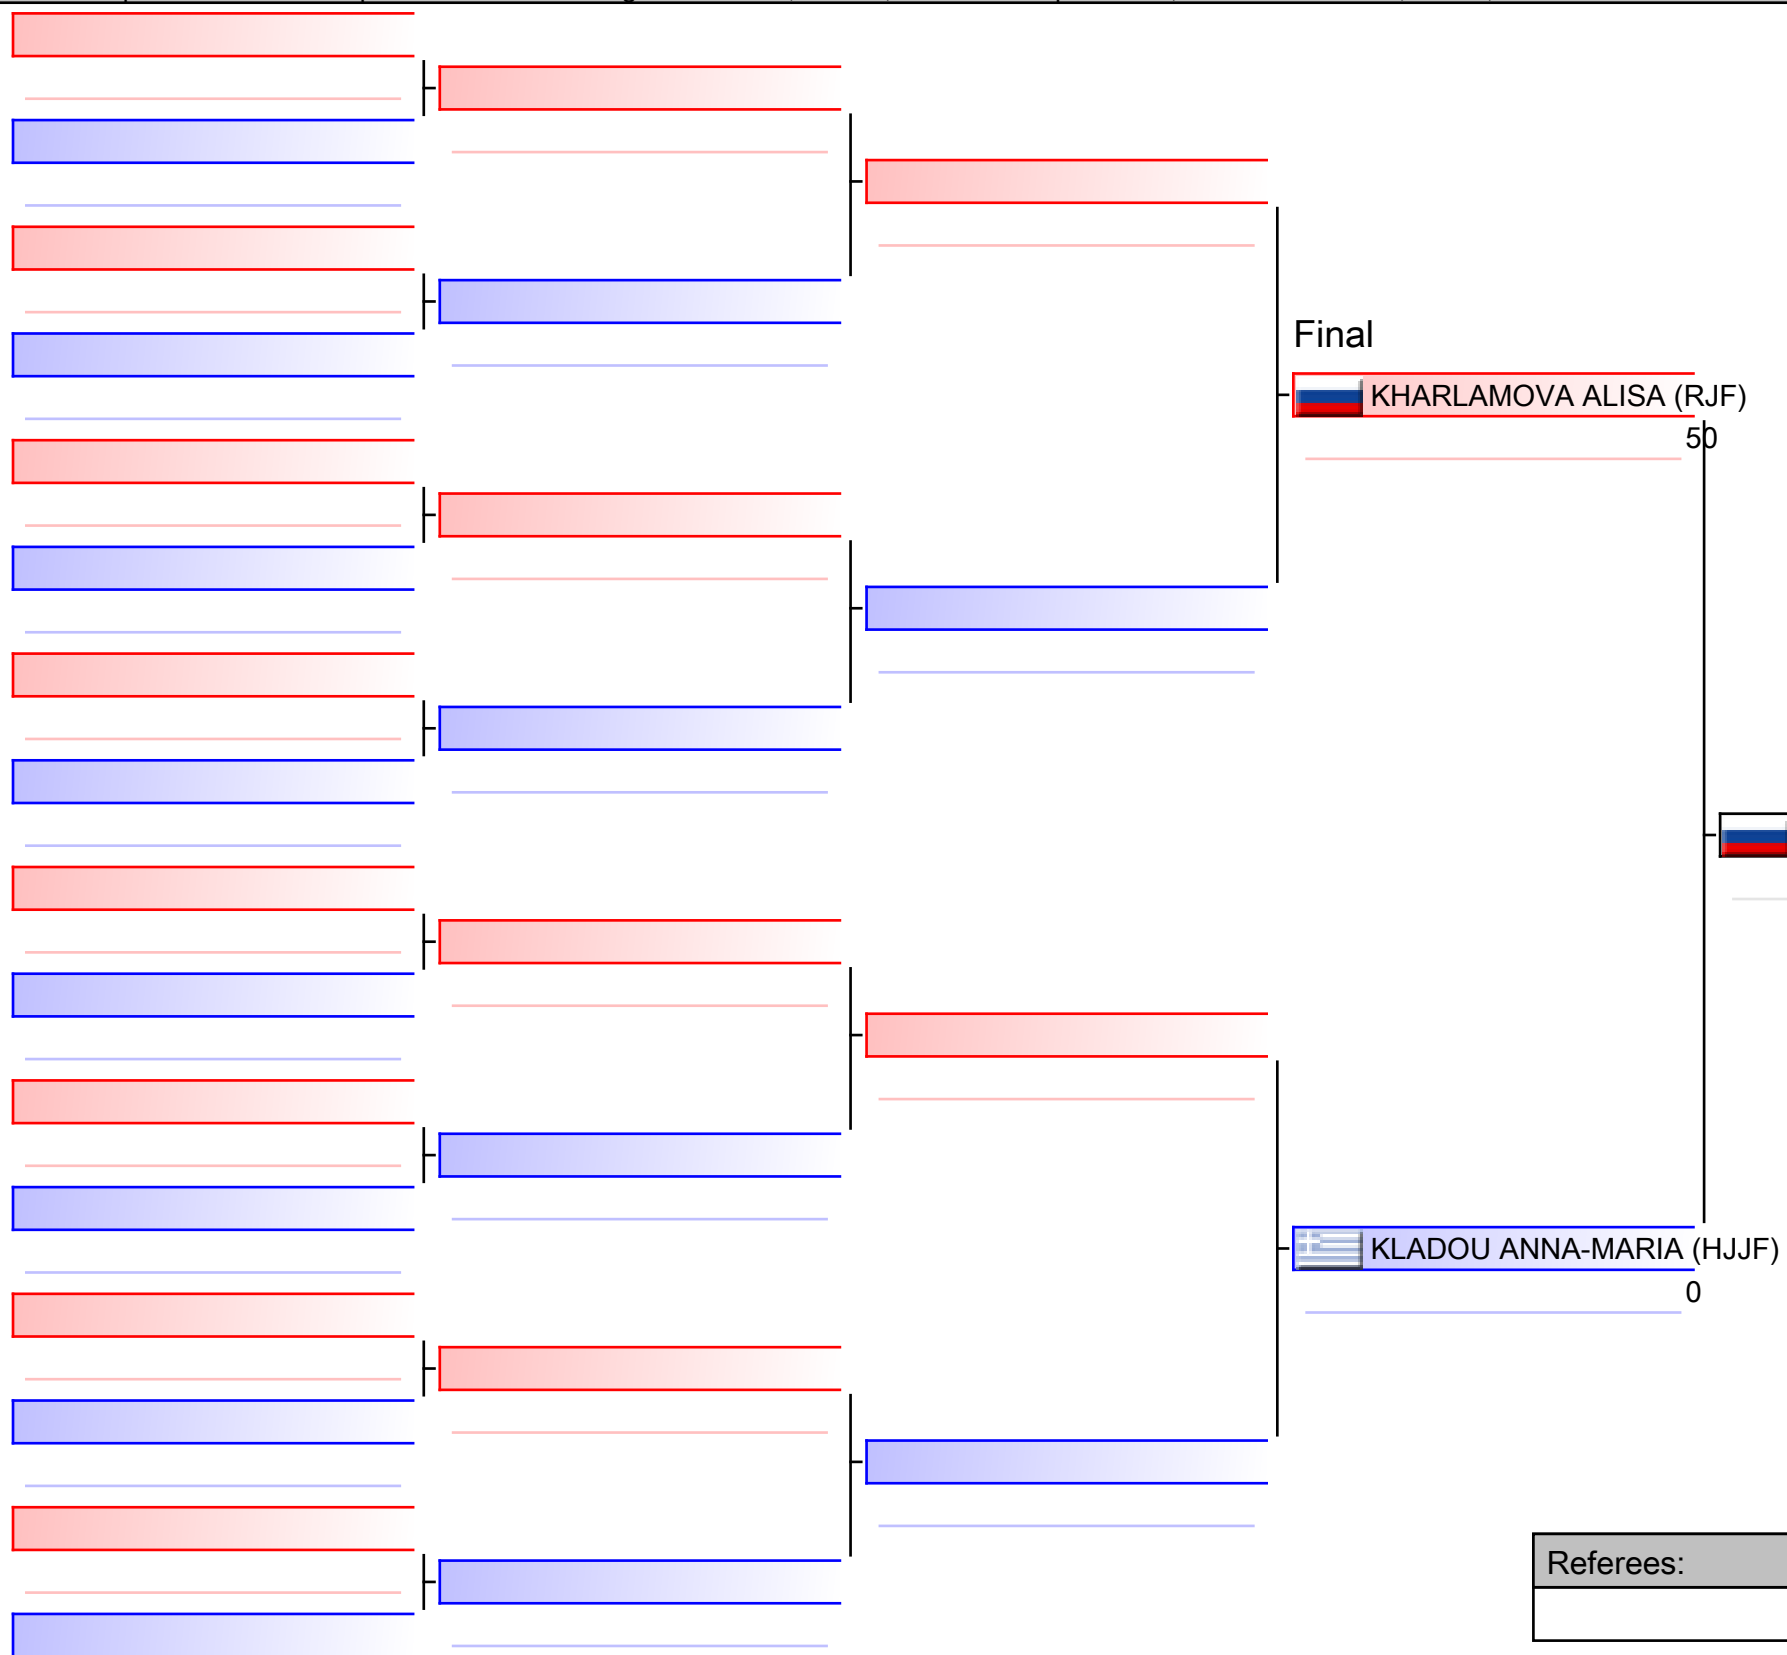 Final
KHARLAMOVA ALISA (RJF)
50
KLADOU ANNA-MARIA (HJJF)
0
Referees: